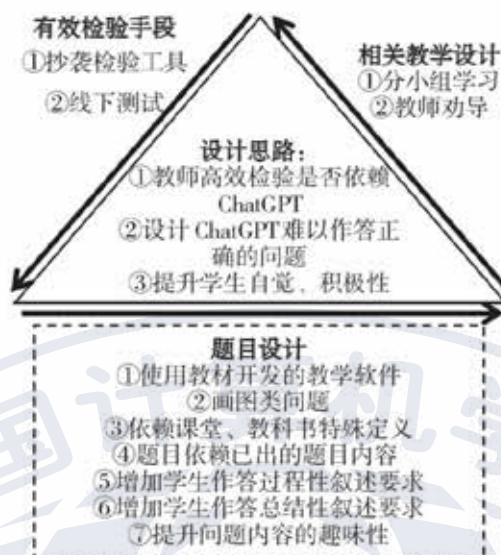 有效检验手段
①抄袭检验工具
②线下测试
相关教学设计
①分小组学习
②教师劝导
设计思路：
①教师高效检验是否依赖
ChatGPT
②设计 ChatGPT难以作答正
确的问题
③提升学生自觉、积极性
题目设计
①使用教材开发的教学软件
②画图类问题
③依赖课堂、教科书特殊定义
④题目依赖已出的题目内容
⑤增加学生作答过程性叙述要求
⑥增加学生作答总结性叙述要求
⑦提升问题内容的趣味性